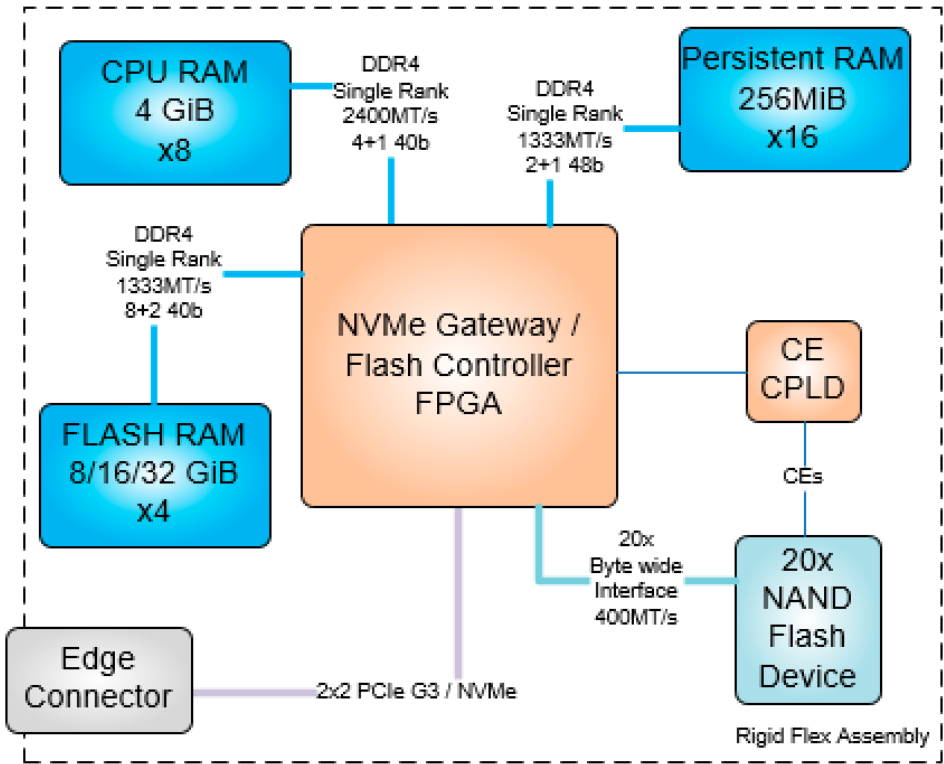 CPU RAM
4 GiB
x8
DDR4
Single Rank
2400MT/s
4+1 40b
DDR4
Single Rank
1333MT/s
2+1 48b
Persistent RAM
256MiB
x16
DDR4
Single Rank
1333MT/s
8+2 40b
NVMe Gateway /
Flash Controller
FPGA
CE
CPLD
FLASH RAM
8/16/32 GiB
x4
CEs
20x
Byte wide
Interface
400MT/s
20x
NAND
Flash
Device
Edge
Connector
2x2 PCIe G3 / NVMe
Rigid Flex Assembly